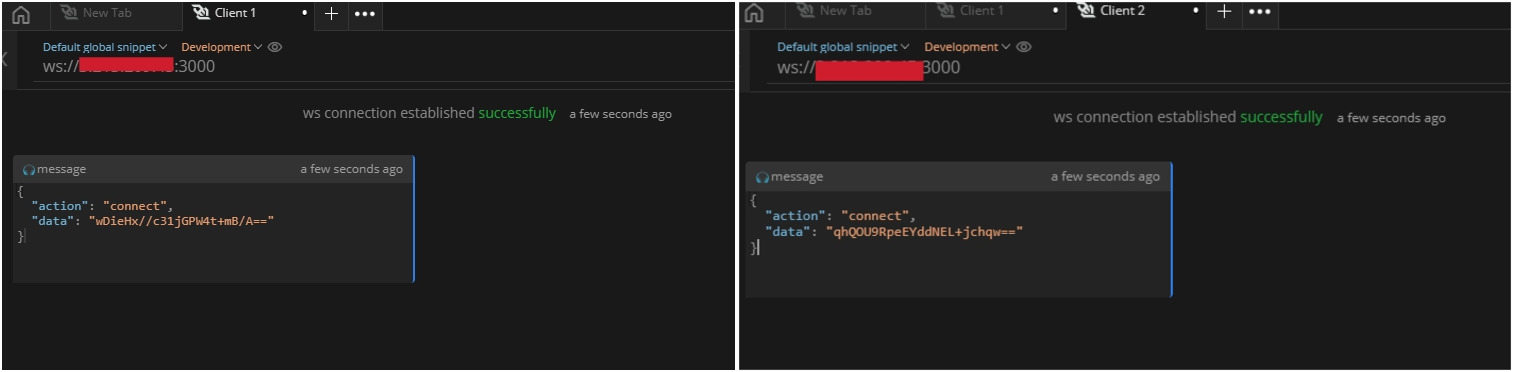 New Tab
Client 1
Default global snippet
Development
ws://
:3000
ws connection established successfully a few seconds ago
message a few seconds ago
{
"action": "connect",
"data": "wDieHx//c31jGPW4t+mB/A=="
}
New Tab
Client 1
Client 2
Default global snippet
Development
ws://
3000
ws connection established successfully a few seconds ago
message a few seconds ago
{
"action": "connect",
"data": "qhQOU9RpeEYddNEL+jchqw=="
}